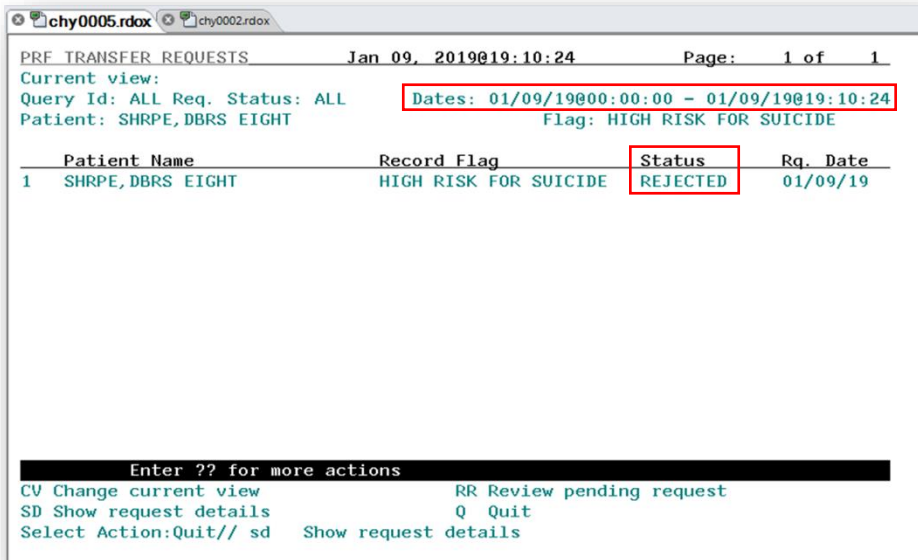 chy0005.rdox chy0002.rdox
PRF TRANSFER REQUESTS Jan 09, 2019@19:10:24 Page: 1 of 1
Current view:
Query Id: ALL Req. Status: ALL Dates: 01/09/19@00:00:00 - 01/09/19@19:10:24
Patient: SHRPE,DBRS EIGHT Flag: HIGH RISK FOR SUICIDE
Patient Name Record Flag Status Rq. Date
1 SHRPE,DBRS EIGHT HIGH RISK FOR SUICIDE REJECTED 01/09/19
Enter ?? for more actions
CV Change current view RR Review pending request
SD Show request details Q Quit
Select Action:Quit// sd Show request details